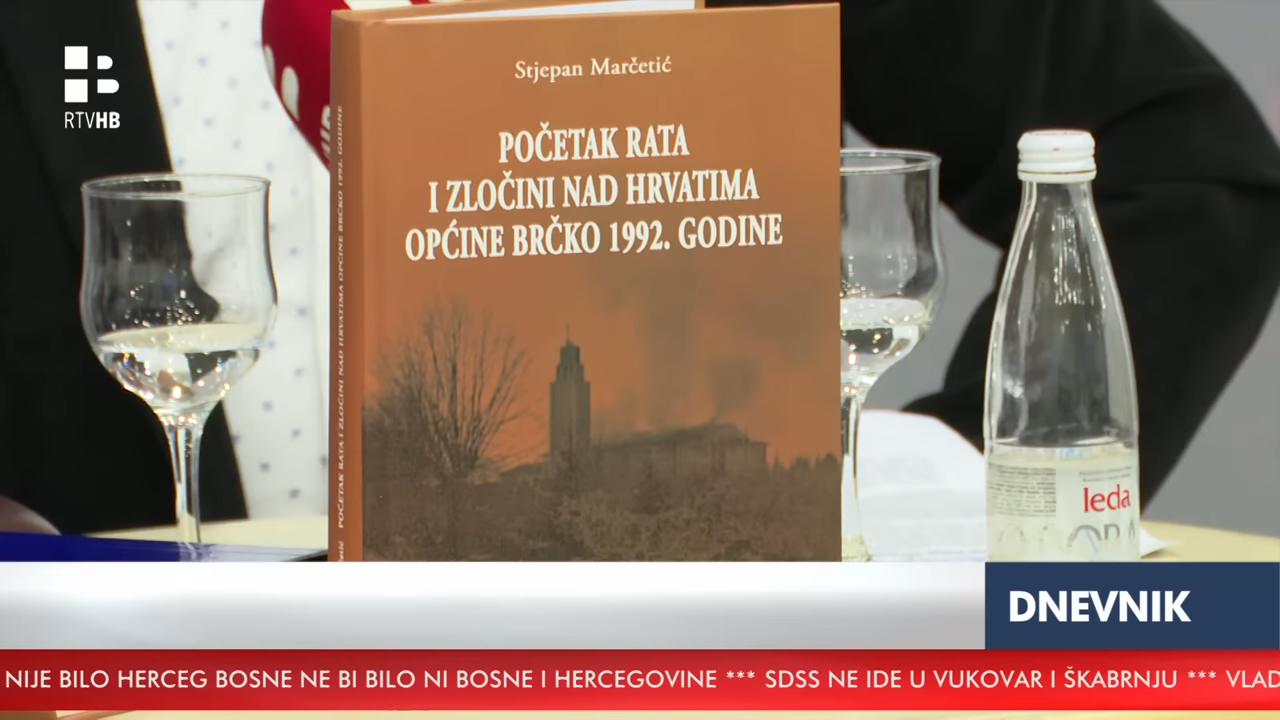 RTVHB
Stjepan Marčetić
POČETAK RATA
I ZLOČINI NAD HRVATIMA
OPĆINE BRČKO 1992. GODINE
POČETAK RATA I ZLOČINI NAD HRVATIMA OPĆINE BRČKO 1992. GODINE
leda
DNEVNIK
NIJE BILO HERCEG BOSNE NE BI BILO NI BOSNE I HERCEGOVINE *** SDSS NE IDE U VUKOVAR I ŠKABRNJU *** VLAD